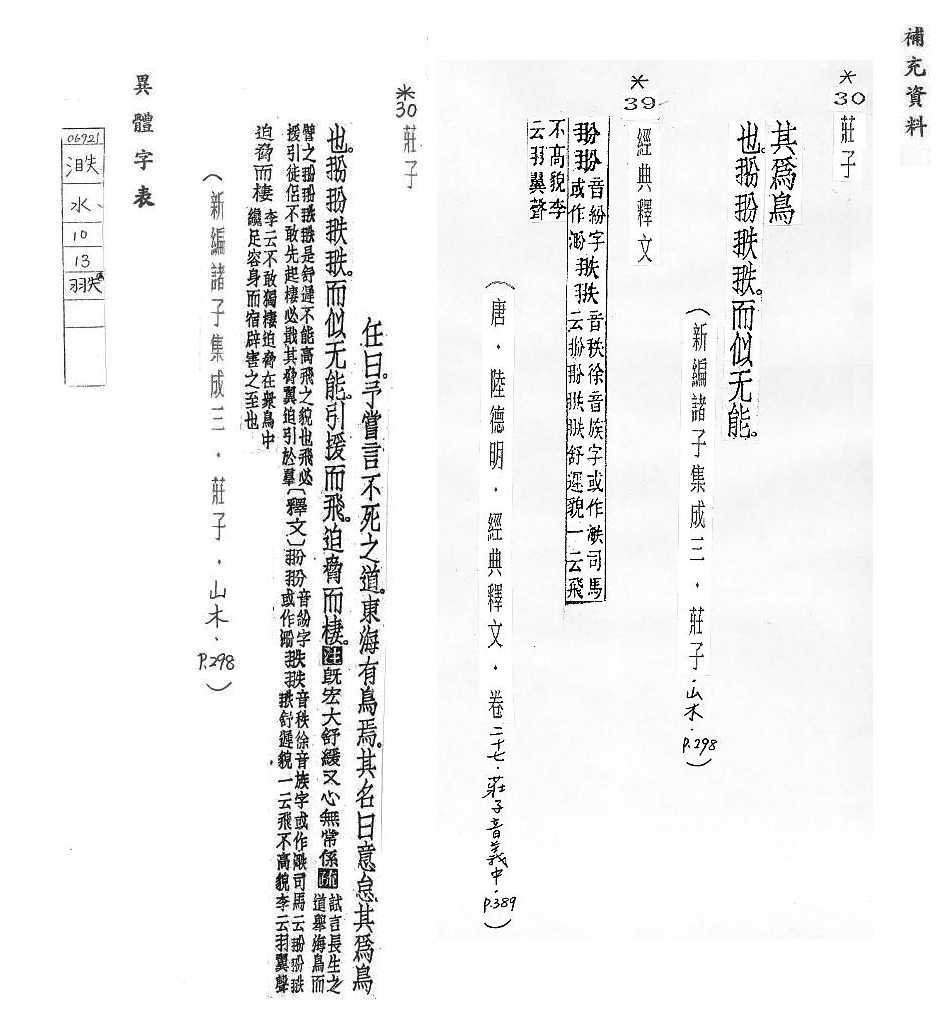 補充資料
*
30
莊子
其爲鳥
也。翂翂翐翐。而似无能。
（新編諸子集成三．莊子．山木．P.298）
*
39
經典釋文
翂翂音紛字或作翐翐音秩徐音族字或作司馬云翂翂翐翐舒遲貌一云飛
不高貌李
云羽翼聲
（唐．陸德明．經典釋文．卷二十七．莊子音義中．P.389）
*
30
莊子
任曰。予嘗言不死之道。東海有鳥焉。其名曰意怠。其爲鳥
也。翂翂翐翐。而似无能。引援而飛。迫脅而棲。注既宏大舒緩又心無常係疏試言長生之道舉海鳥而
譬之翂翂翐翐是舒遲不能高飛之貌也飛必援引徒侶不敢先起棲必戢其脅翼迫引於羣〔釋文〕翂翂音紛字或作翐翐音秩徐音族字或作司馬云翂翂翐翐舒遲貌一云飛不高貌李云羽翼聲
迫脅而棲李云不敢獨棲迫脅在衆鳥中纔足容身而宿辟害之至也
（新編諸子集成三．莊子．山木．P.298）
異體字表
06921
水
10
13
翐